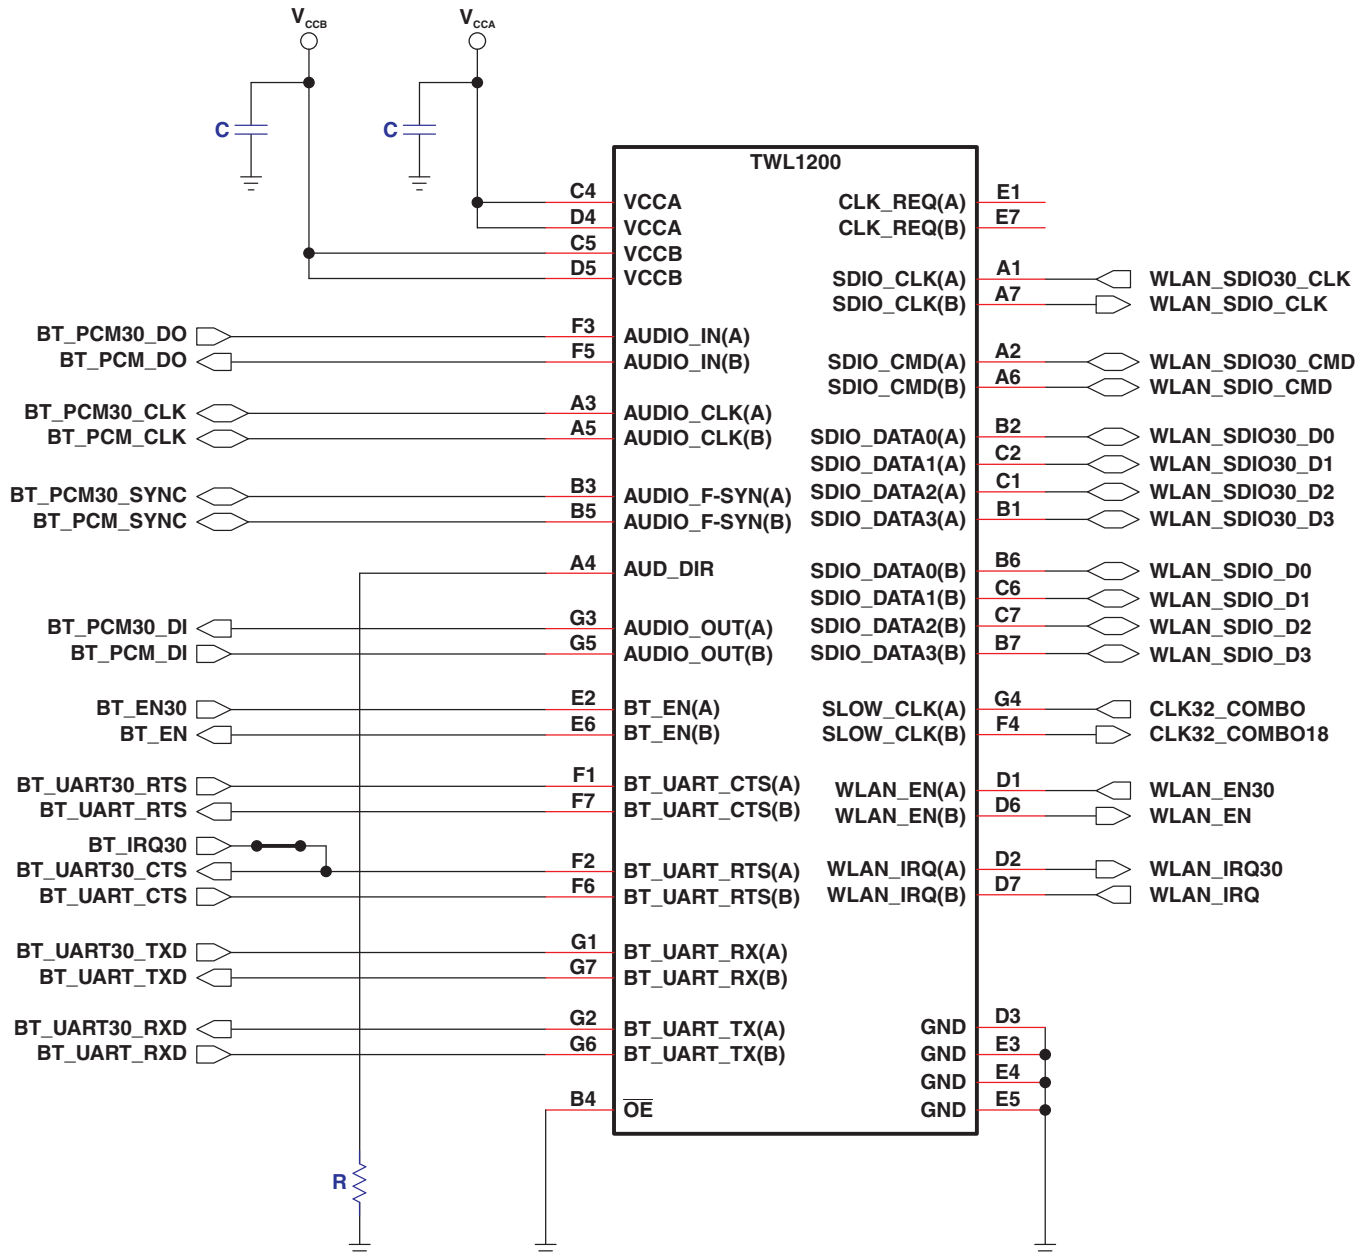 V_CCB V_CCA
C C
TWL1200
C4 VCCA CLK_REQ(A) E1
D4 VCCA CLK_REQ(B) E7
C5 VCCB
D5 VCCB SDIO_CLK(A) A1 WLAN_SDIO30_CLK
SDIO_CLK(B) A7 WLAN_SDIO_CLK
BT_PCM30_DO F3 AUDIO_IN(A)
BT_PCM_DO F5 AUDIO_IN(B) SDIO_CMD(A) A2 WLAN_SDIO30_CMD
SDIO_CMD(B) A6 WLAN_SDIO_CMD
BT_PCM30_CLK A3 AUDIO_CLK(A)
BT_PCM_CLK A5 AUDIO_CLK(B) SDIO_DATA0(A) B2 WLAN_SDIO30_D0
SDIO_DATA1(A) C2 WLAN_SDIO30_D1
BT_PCM30_SYNC B3 AUDIO_F-SYN(A) SDIO_DATA2(A) C1 WLAN_SDIO30_D2
BT_PCM_SYNC B5 AUDIO_F-SYN(B) SDIO_DATA3(A) B1 WLAN_SDIO30_D3
A4 AUD_DIR SDIO_DATA0(B) B6 WLAN_SDIO_D0
SDIO_DATA1(B) C6 WLAN_SDIO_D1
BT_PCM30_DI G3 AUDIO_OUT(A) SDIO_DATA2(B) C7 WLAN_SDIO_D2
BT_PCM_DI G5 AUDIO_OUT(B) SDIO_DATA3(B) B7 WLAN_SDIO_D3
BT_EN30 E2 BT_EN(A) SLOW_CLK(A) G4 CLK32_COMBO
BT_EN E6 BT_EN(B) SLOW_CLK(B) F4 CLK32_COMBO18
BT_UART30_RTS F1 BT_UART_CTS(A) WLAN_EN(A) D1 WLAN_EN30
BT_UART_RTS F7 BT_UART_CTS(B) WLAN_EN(B) D6 WLAN_EN
BT_IRQ30
BT_UART30_CTS F2 BT_UART_RTS(A) WLAN_IRQ(A) D2 WLAN_IRQ30
BT_UART_CTS F6 BT_UART_RTS(B) WLAN_IRQ(B) D7 WLAN_IRQ
BT_UART30_TXD G1 BT_UART_RX(A)
BT_UART_TXD G7 BT_UART_RX(B)
BT_UART30_RXD G2 BT_UART_TX(A) GND D3
BT_UART_RXD G6 BT_UART_TX(B) GND E3
GND E4
B4 OE GND E5
R